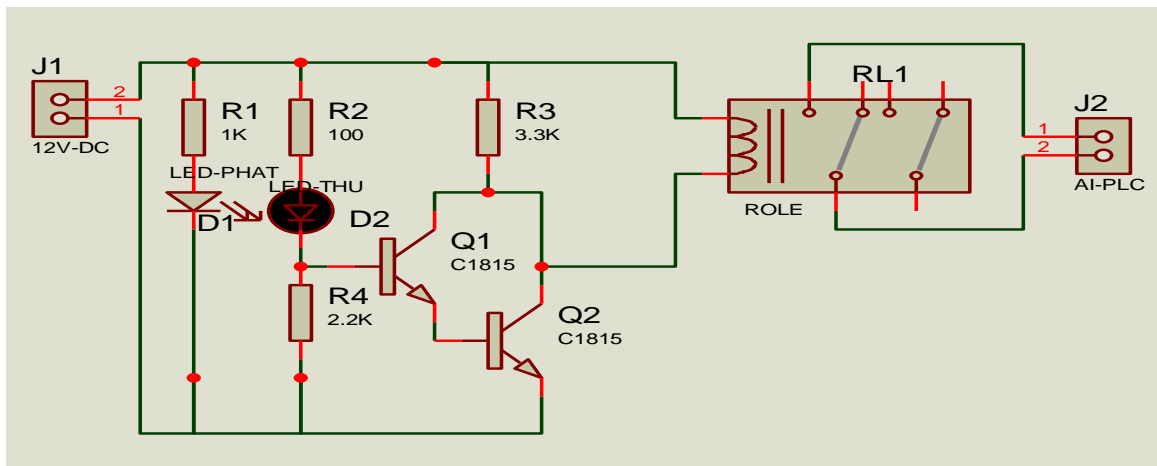 J1
2
1
12V-DC
R1
1K
LED-PHAT
D1
R2
100
LED-THU
D2
R4
2.2K
R3
3.3K
Q1
C1815
Q2
C1815
RL1
ROLE
J2
1
2
AI-PLC